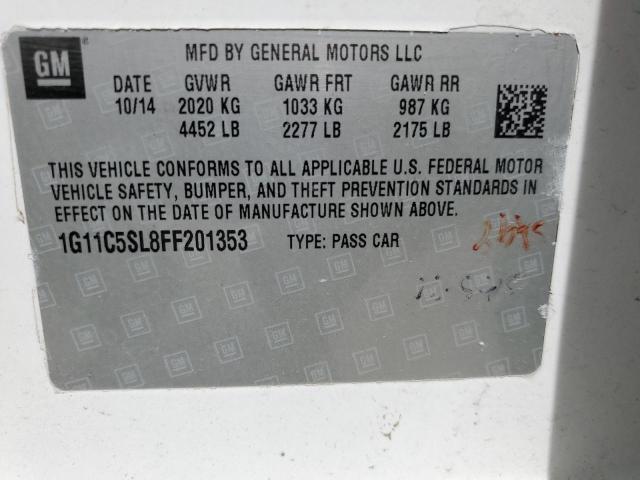 GM ® MFD BY GENERAL MOTORS LLC
DATE GVWR GAWR FRT GAWR RR
10/14 2020 KG 1033 KG 987 KG
4452 LB 2277 LB 2175 LB
THIS VEHICLE CONFORMS TO ALL APPLICABLE U.S. FEDERAL MOTOR
VEHICLE SAFETY, BUMPER, AND THEFT PREVENTION STANDARDS IN
EFFECT ON THE DATE OF MANUFACTURE SHOWN ABOVE.
1G11C5SL8FF201353 TYPE: PASS CAR